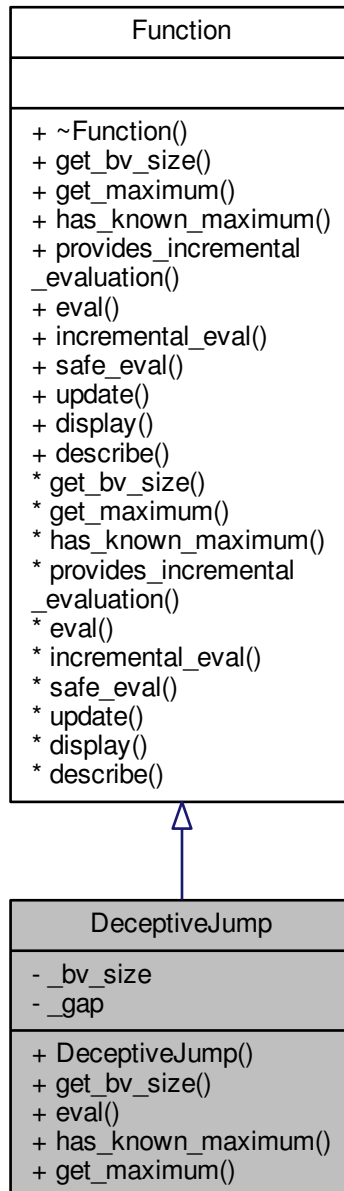 Function
+ ~Function()
+ get_bv_size()
+ get_maximum()
+ has_known_maximum()
+ provides_incremental
_evaluation()
+ eval()
+ incremental_eval()
+ safe_eval()
+ update()
+ display()
+ describe()
* get_bv_size()
* get_maximum()
* has_known_maximum()
* provides_incremental
_evaluation()
* eval()
* incremental_eval()
* safe_eval()
* update()
* display()
* describe()
DeceptiveJump
- _bv_size
- _gap
+ DeceptiveJump()
+ get_bv_size()
+ eval()
+ has_known_maximum()
+ get_maximum()